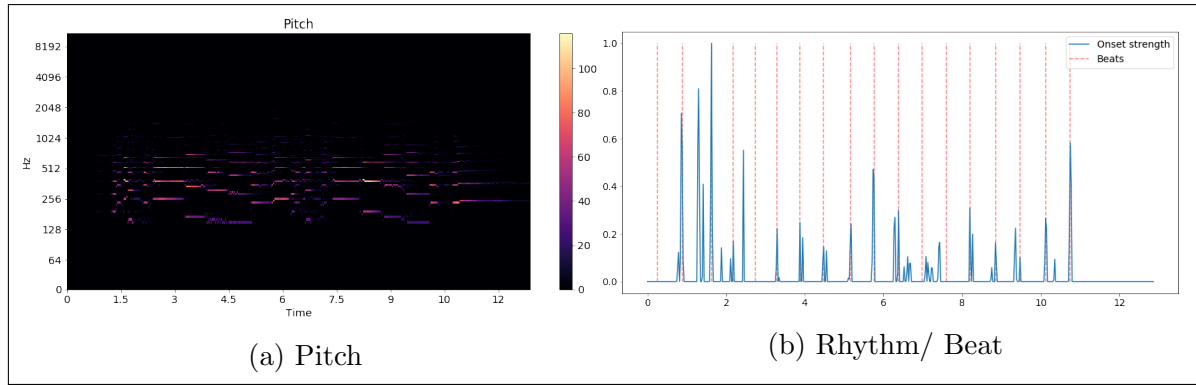 Pitch
8192
4096
2048
1024
512
256
128
64
0
Hz
0 1.5 3 4.5 6 7.5 9 10.5 12
Time
100
80
60
40
20
0
(a) Pitch
1.0
0.8
0.6
0.4
0.2
0.0
0 2 4 6 8 10 12
Onset strength
Beats
(b) Rhythm/ Beat